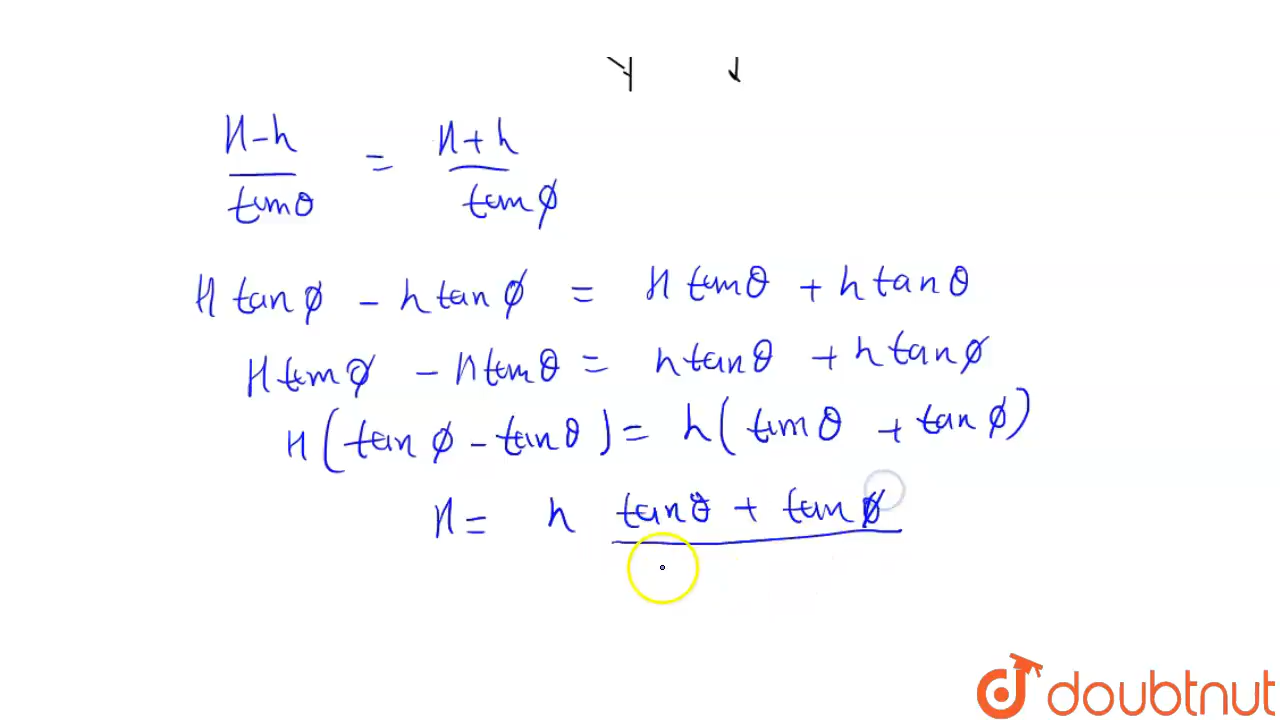 H-h = H+h
tanθ tanϕ
H tanϕ - h tanϕ = H tanθ + h tanθ
H tanϕ - H tanθ = h tanθ + h tanϕ
H(tanϕ - tanθ) = h(tanθ + tanϕ)
H = h tanθ + tanϕ
doubtnut